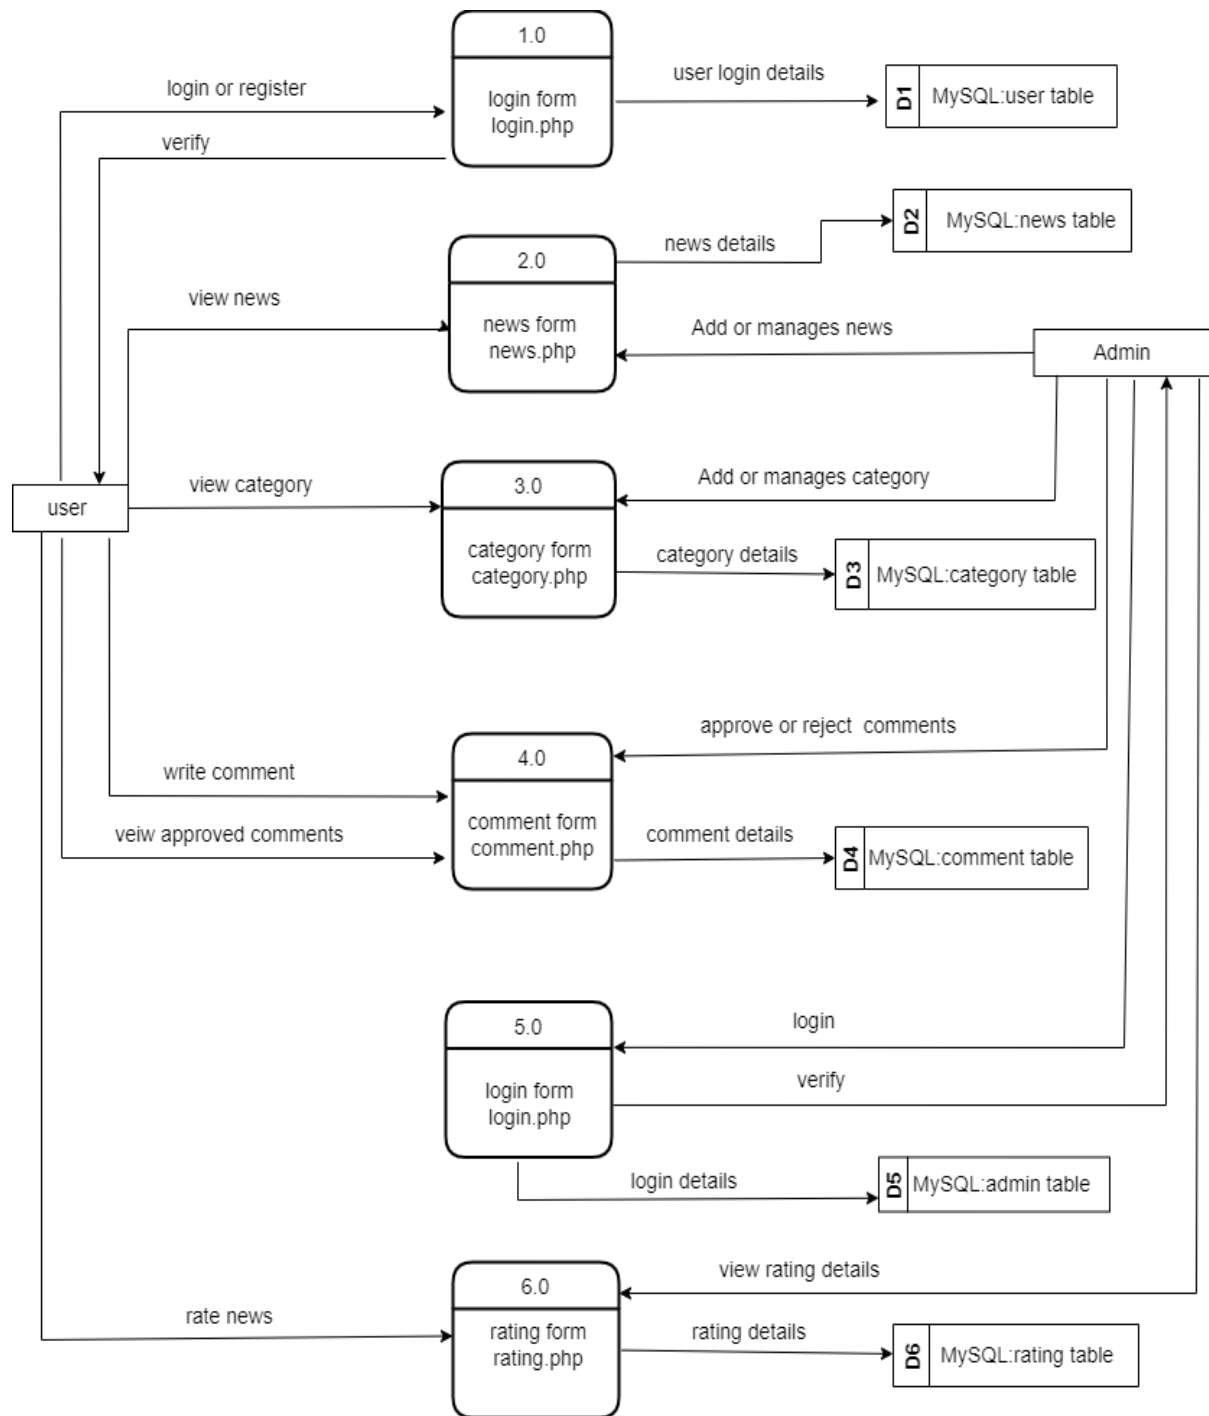 1.0
login or register
user login details
login form
login.php
D1
MySQL:user table
verify
D2
MySQL:news table
news details
2.0
view news
news form
news.php
Add or manages news
Admin
view category
3.0
Add or manages category
user
category form
category.php
category details
D3
MySQL:category table
approve or reject  comments
4.0
write comment
comment form
comment.php
veiw approved comments
comment details
D4
MySQL:comment table
5.0
login
login form
login.php
verify
login details
D5
MySQL:admin table
6.0
view rating details
rate news
rating form
rating.php
rating details
D6
MySQL:rating table